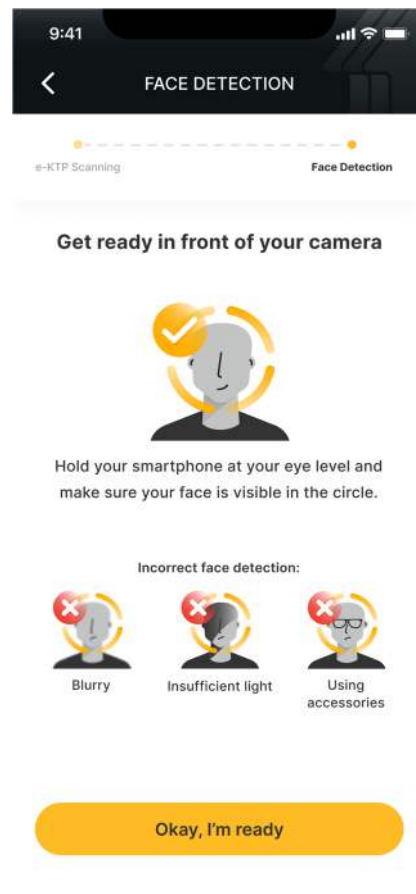 9:41
FACE DETECTION
e-KTP Scanning
Face Detection
Get ready in front of your camera
Hold your smartphone at your eye level and
make sure your face is visible in the circle.
Incorrect face detection:
Blurry
Insufficient light
Using
accessories
Okay, I'm ready